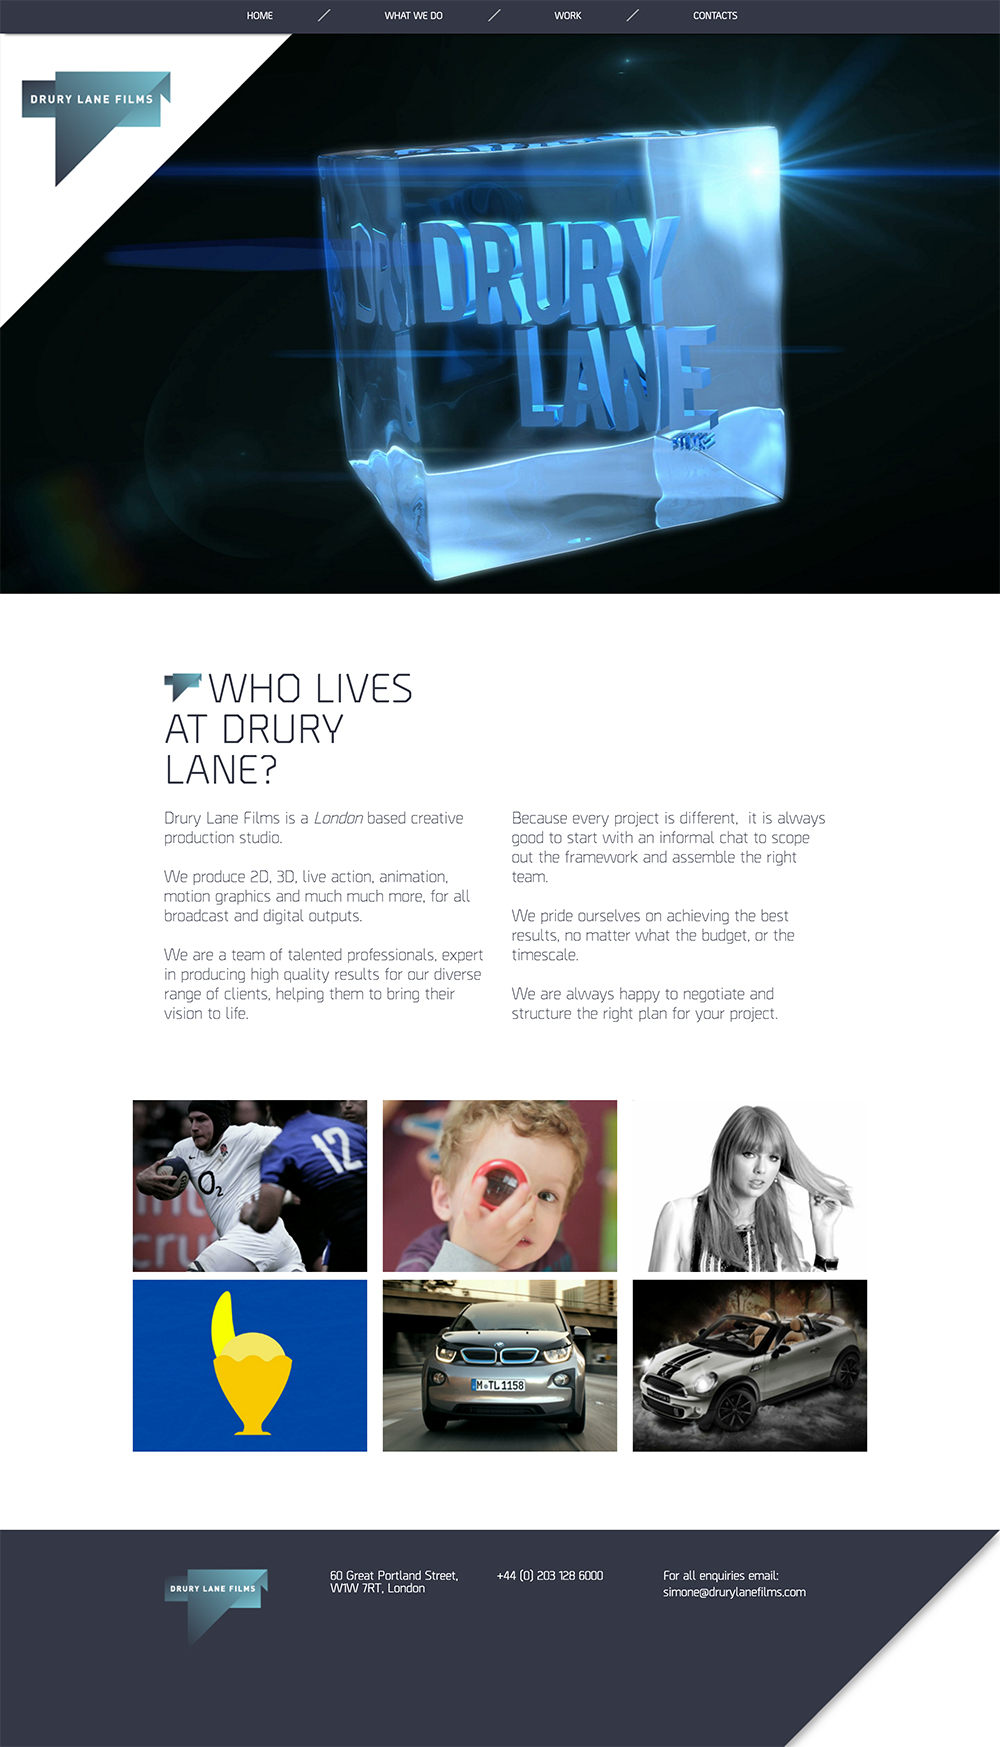 HOME / WHAT WE DO / WORK / CONTACTS
DRURY LANE FILMS
DRURY
LANE
WHO LIVES
AT DRURY
LANE?
Drury Lane Films is a London based creative
production studio.
We produce 2D, 3D, live action, animation,
motion graphics and much much more, for all
broadcast and digital outputs.
We are a team of talented professionals, expert
in producing high quality results for our diverse
range of clients, helping them to bring their
vision to life.
Because every project is different,  it is always
good to start with an informal chat to scope
out the framework and assemble the right
team.
We pride ourselves on achieving the best
results, no matter what the budget, or the
timescale.
We are always happy to negotiate and
structure the right plan for your project.
O2
12
M TL 1158
DRURY LANE FILMS
60 Great Portland Street,
W1W 7RT, London
+44 (0) 203 128 6000
For all enquiries email:
simone@drurylanefilms.com